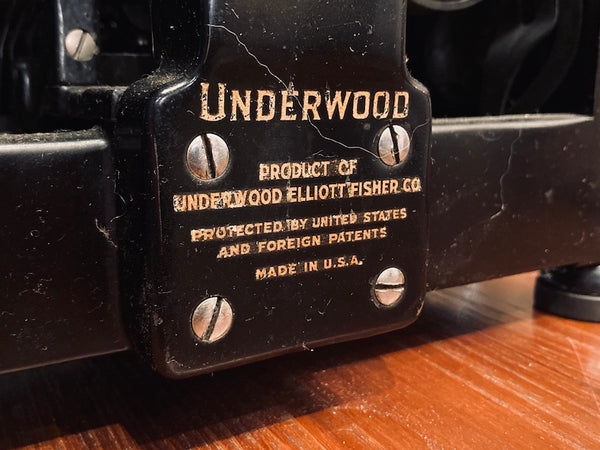 UNDERWOOD
PRODUCT OF
UNDERWOOD ELLIOTT FISHER CO.
PROTECTED BY UNITED STATES
AND FOREIGN PATENTS
MADE IN U.S.A.